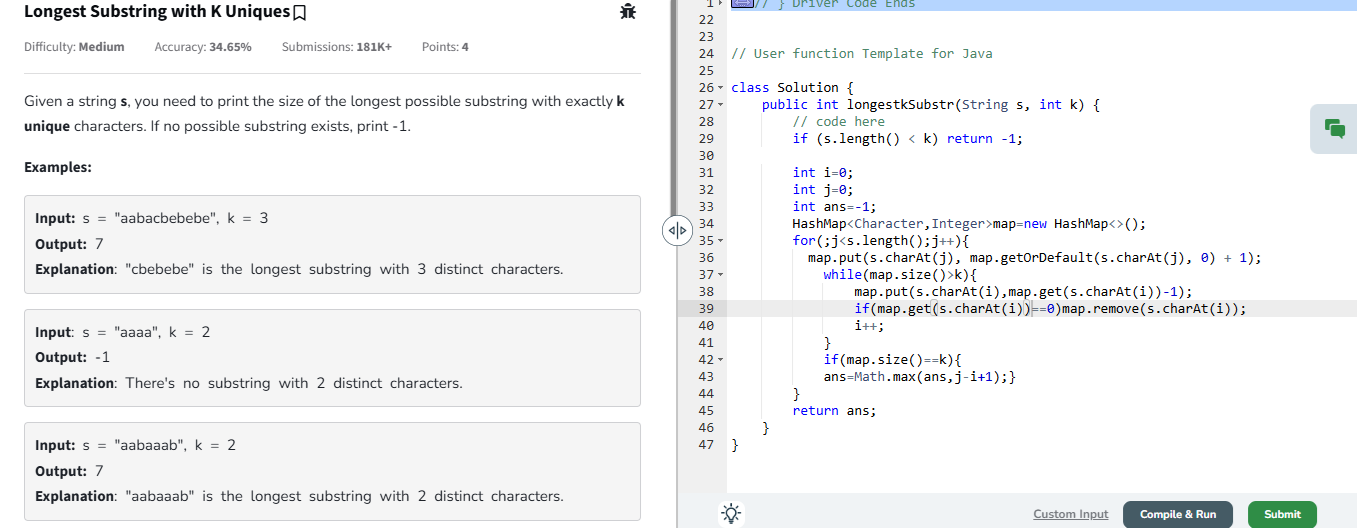 Longest Substring with K Uniques
Difficulty: Medium Accuracy: 34.65% Submissions: 181K+ Points: 4
Given a string s, you need to print the size of the longest possible substring with exactly k
unique characters. If no possible substring exists, print -1.
Examples:
Input: s = "aabacbebebe", k = 3
Output: 7
Explanation: "cbebebe" is the longest substring with 3 distinct characters.
Input: s = "aaaa", k = 2
Output: -1
Explanation: There's no substring with 2 distinct characters.
Input: s = "aabaaab", k = 2
Output: 7
Explanation: "aabaaab" is the longest substring with 2 distinct characters.
1 // } Driver Code Ends
22
23
24 // User function Template for Java
25
26 class Solution {
27 public int longestkSubstr(String s, int k) {
28 // code here
29 if (s.length() < k) return -1;
30
31 int i=0;
32 int j=0;
33 int ans=-1;
34 HashMap<Character,Integer>map=new HashMap<>();
35 for(;j<s.length();j++){
36 map.put(s.charAt(j), map.getOrDefault(s.charAt(j), 0) + 1);
37 while(map.size()>k){
38 map.put(s.charAt(i),map.get(s.charAt(i))-1);
39 if(map.get(s.charAt(i))==0)map.remove(s.charAt(i));
40 i++;
41 }
42 if(map.size()==k){
43 ans=Math.max(ans,j-i+1);}
44 }
45 return ans;
46 }
47 }
Custom Input Compile & Run Submit